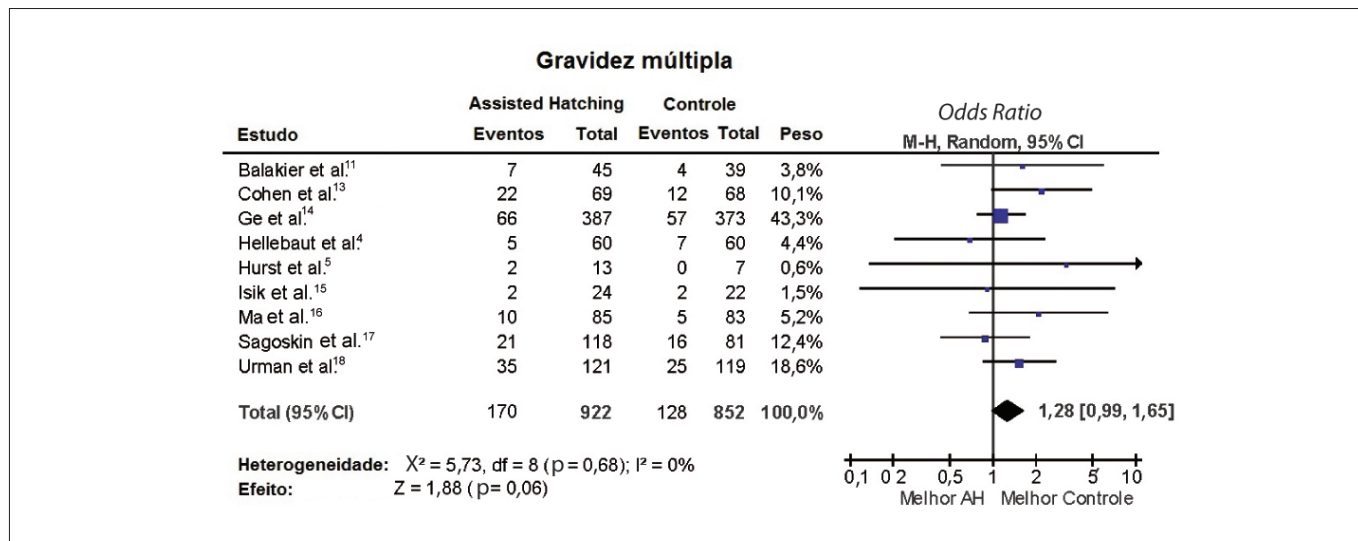 Gravidez múltipla
Assisted Hatching Controle
Odds Ratio
Estudo Eventos Total Eventos Total Peso M-H, Random, 95% CI
Balakier et al.¹¹ 7 45 4 39 3,8%
Cohen et al.¹³ 22 69 12 68 10,1%
Ge et al.¹⁴ 66 387 57 373 43,3%
Hellebaut et al.⁴ 5 60 7 60 4,4%
Hurst et al.⁵ 2 13 0 7 0,6%
Isik et al.¹⁵ 2 24 2 22 1,5%
Ma et al.¹⁶ 10 85 5 83 5,2%
Sagoskin et al.¹⁷ 21 118 16 81 12,4%
Urman et al.¹⁸ 35 121 25 119 18,6%
Total (95% CI) 170 922 128 852 100,0% 1,28 [0,99, 1,65]
Heterogeneidade: X² = 5,73, df = 8 (p = 0,68); I² = 0%
Efeito: Z = 1,88 (p= 0,06)
0,1 0 2 0,5 1 2 5 10
Melhor AH Melhor Controle